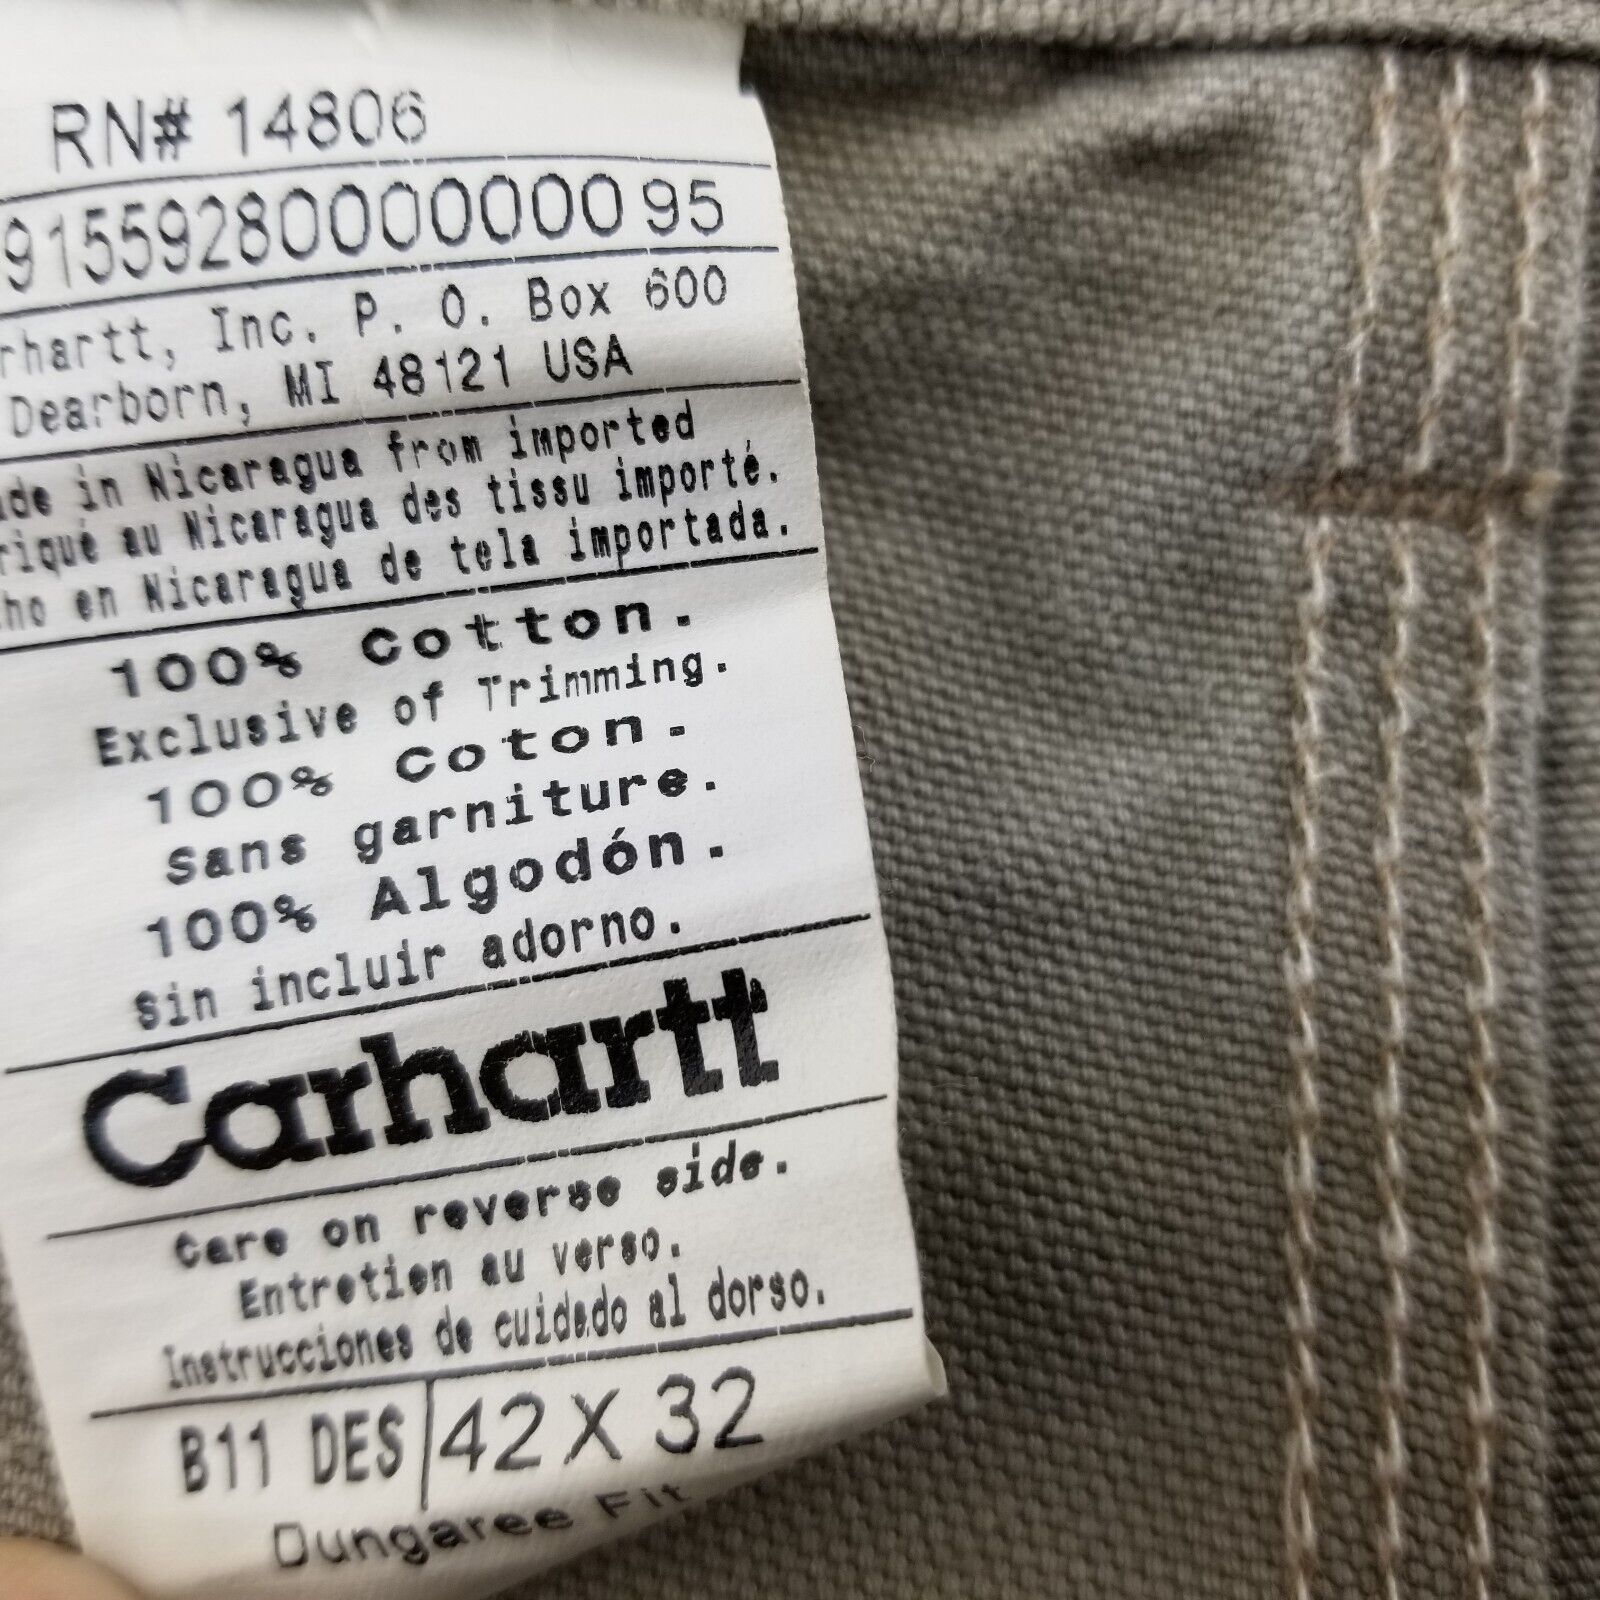 RN# 14806
91559280000000095
rhartt, Inc. P. O. Box 600
Dearborn, MI 48121 USA
de in Nicaragua from imported
riqué au Nicaragua des tissu importé.
ho en Nicaragua de tela importada.
100% Cotton.
Exclusive of Trimming.
100% Coton.
Sans garniture.
100% Algodón.
Sin incluir adorno.
Carhartt
Care on reverse side.
Entretien au verso.
Instrucciones de cuidado al dorso.
B11 DES 42 X 32
Dungaree Fit